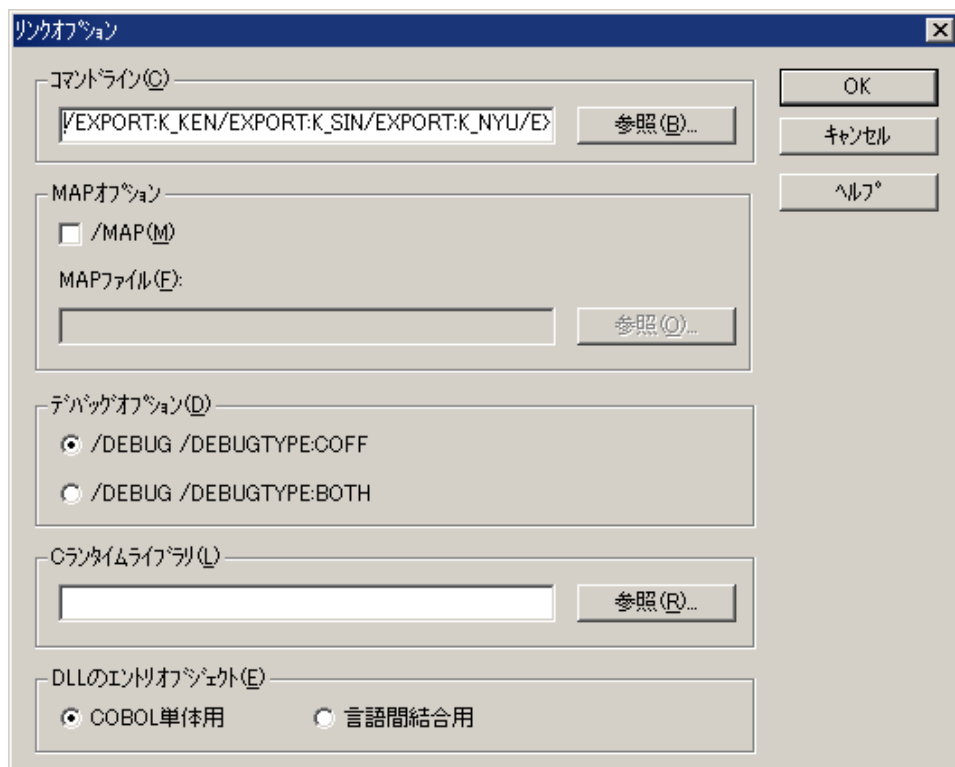 リンクオプション
コマンドライン(C)
/EXPORT:K_KEN/EXPORT:K_SIN/EXPORT:K_NYU/E>
参照(B)...
OK
キャンセル
ヘルプ
MAPオプション
/MAP(M)
MAPファイル(F):
参照(O)...
デバッグオプション(D)
/DEBUG /DEBUGTYPE:COFF
/DEBUG /DEBUGTYPE:BOTH
Cランタイムライブラリ(L)
参照(R)...
DLLのエントリオブジェクト(E)
COBOL単体用 言語間結合用